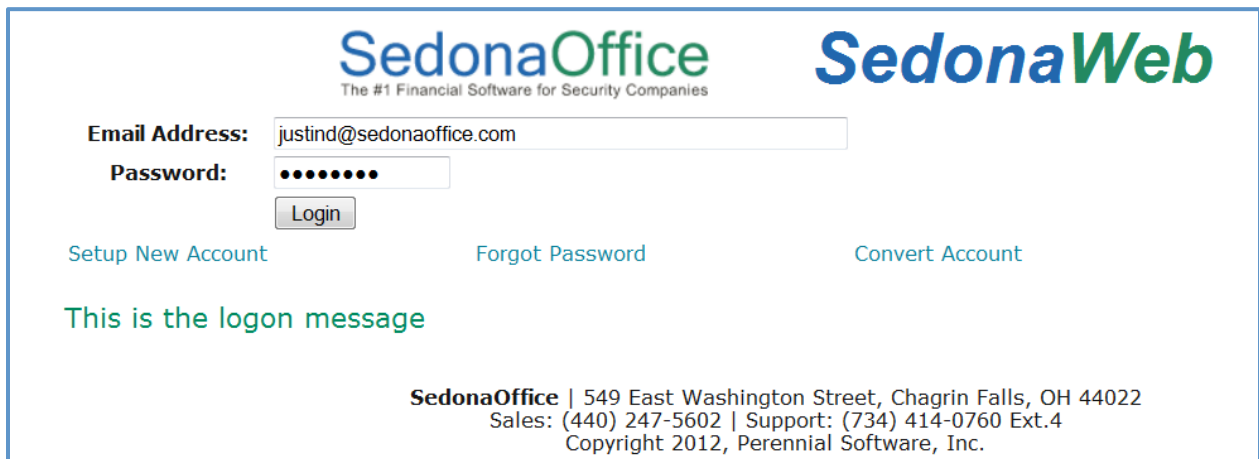 SedonaOffice SedonaWeb
The #1 Financial Software for Security Companies
Email Address: justind@sedonaoffice.com
Password: ●●●●●●●●
Login
Setup New Account Forgot Password Convert Account
This is the logon message
SedonaOffice | 549 East Washington Street, Chagrin Falls, OH 44022
Sales: (440) 247-5602 | Support: (734) 414-0760 Ext.4
Copyright 2012, Perennial Software, Inc.